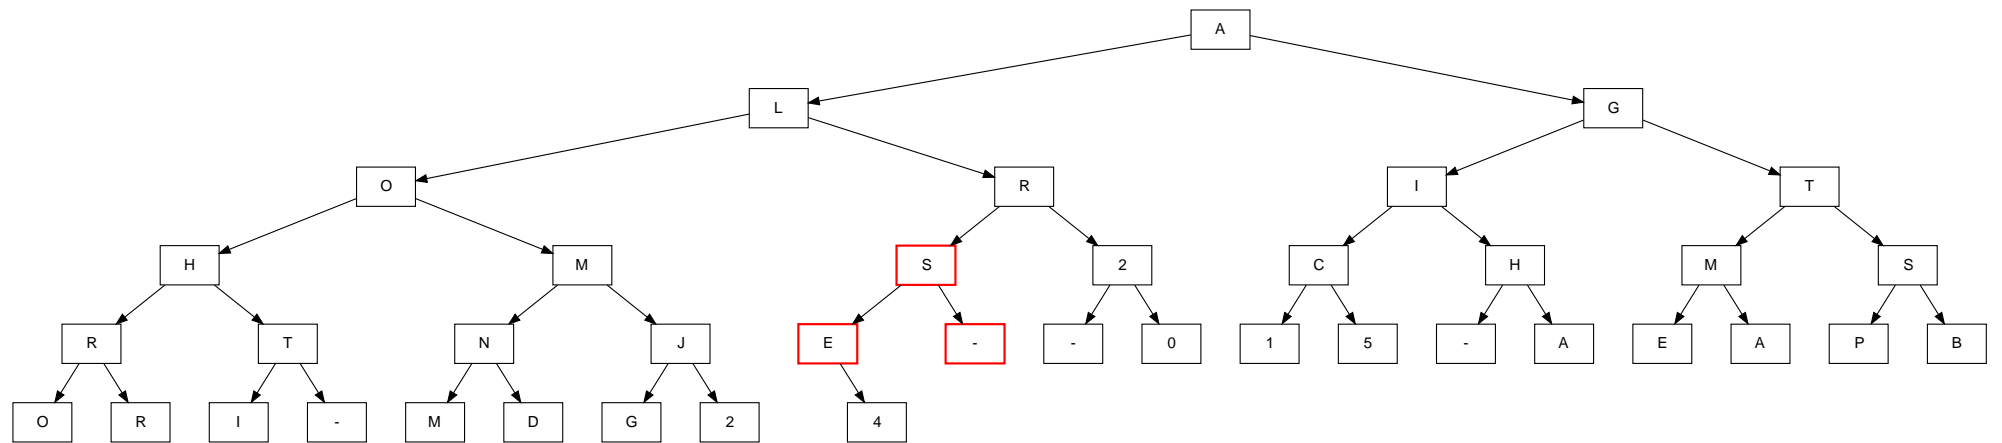 A
L G
O R I T
H M S 2 C H M S
R T N J E - - 0 1 5 - A E A P B
O R I - M D G 2 4